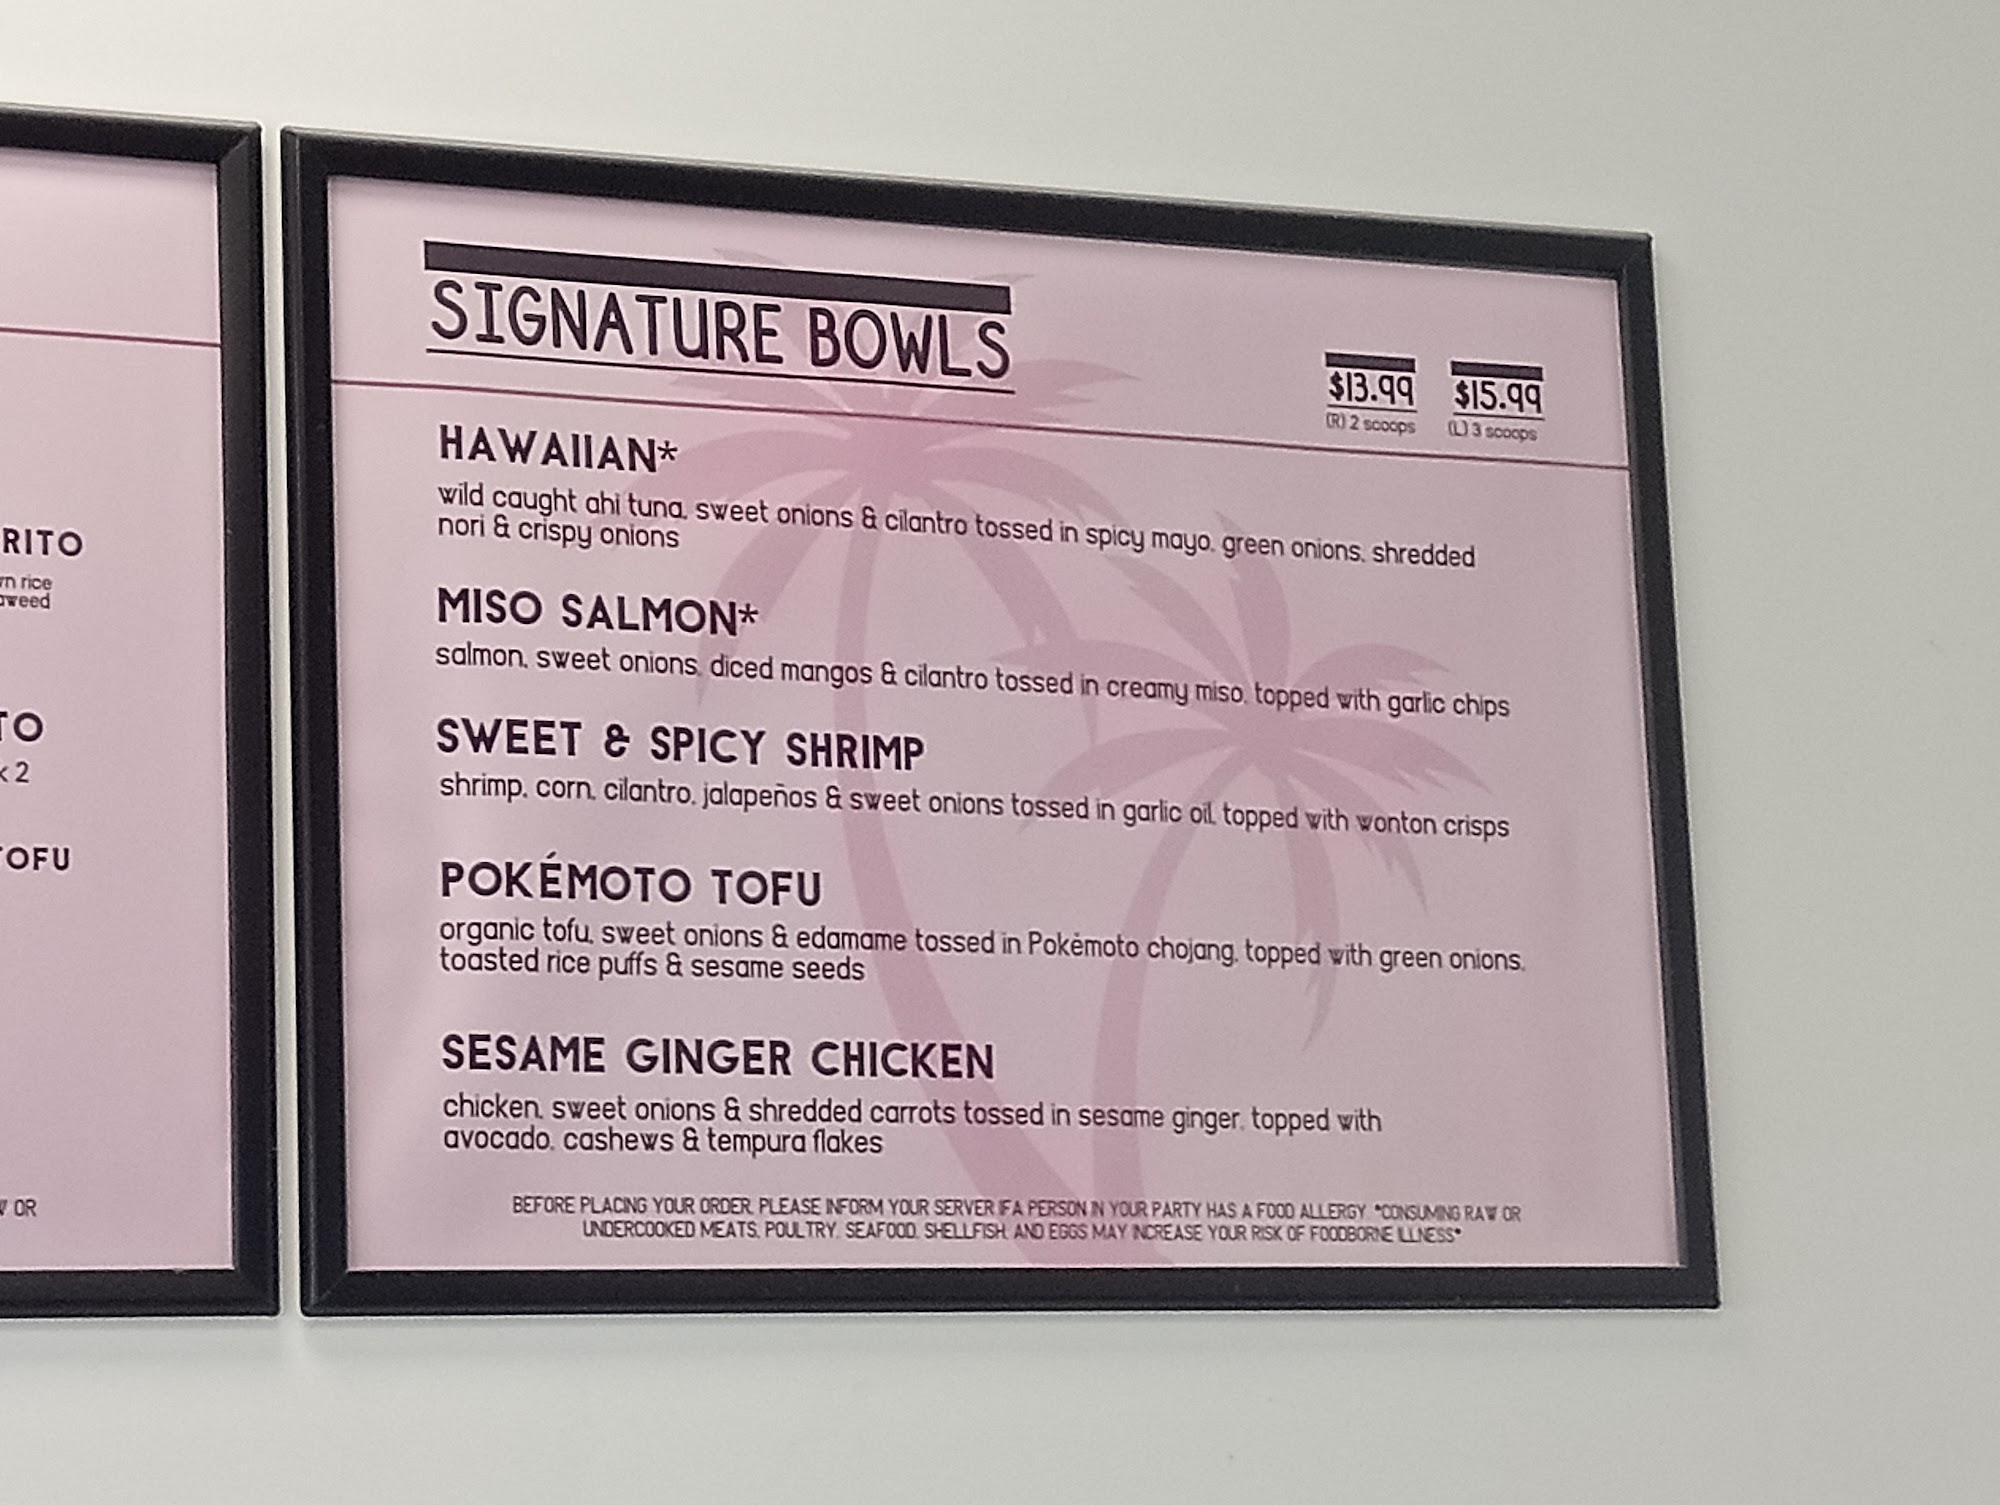 RITO
rn rice
aweed
TO
x 2
TOFU
OR
SIGNATURE BOWLS
$13.99 $15.99
(R) 2 scoops (L) 3 scoops
HAWAIIAN*
wild caught ahi tuna, sweet onions & cilantro tossed in spicy mayo, green onions, shredded
nori & crispy onions
MISO SALMON*
salmon, sweet onions, diced mangos & cilantro tossed in creamy miso, topped with garlic chips
SWEET & SPICY SHRIMP
shrimp, corn, cilantro, jalapeños & sweet onions tossed in garlic oil, topped with wonton crisps
POKÉMOTO TOFU
organic tofu, sweet onions & edamame tossed in Pokémoto chojang, topped with green onions,
toasted rice puffs & sesame seeds
SESAME GINGER CHICKEN
chicken, sweet onions & shredded carrots tossed in sesame ginger, topped with
avocado, cashews & tempura flakes
BEFORE PLACING YOUR ORDER, PLEASE INFORM YOUR SERVER IF A PERSON IN YOUR PARTY HAS A FOOD ALLERGY. *CONSUMING RAW OR
UNDERCOOKED MEATS, POULTRY, SEAFOOD, SHELLFISH, AND EGGS MAY INCREASE YOUR RISK OF FOODBORNE ILLNESS*